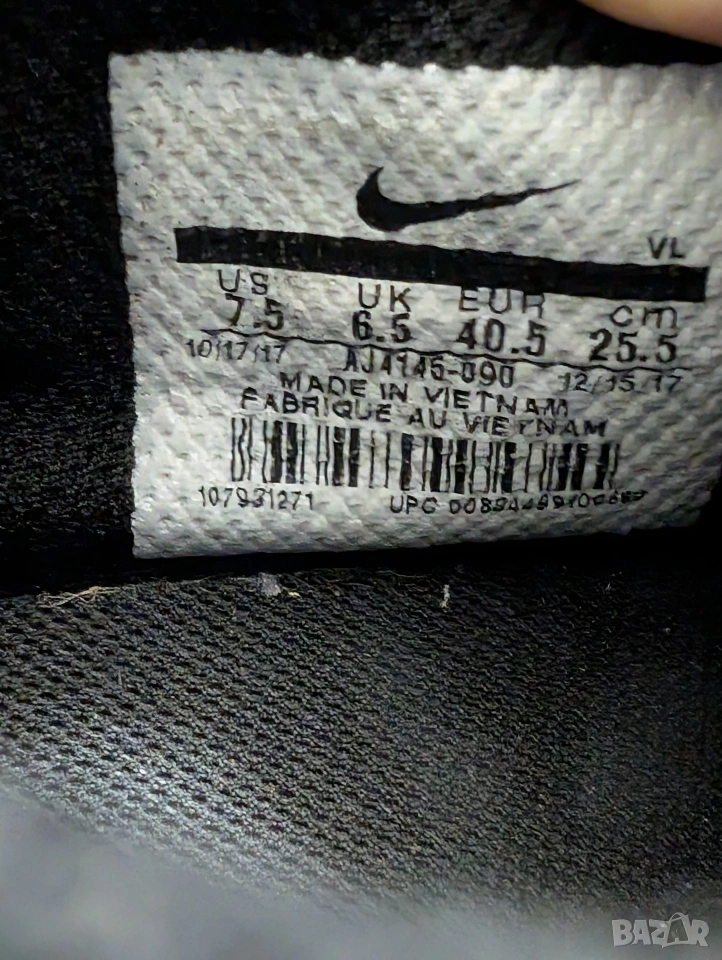 VL
US UK EUR cm
7.5 6.5 40.5 25.5
10/17/17 AJ4145-090 12/15/17
MADE IN VIETNAM
FABRIQUE AU VIETNAM
107931271 UPC
BAZAR